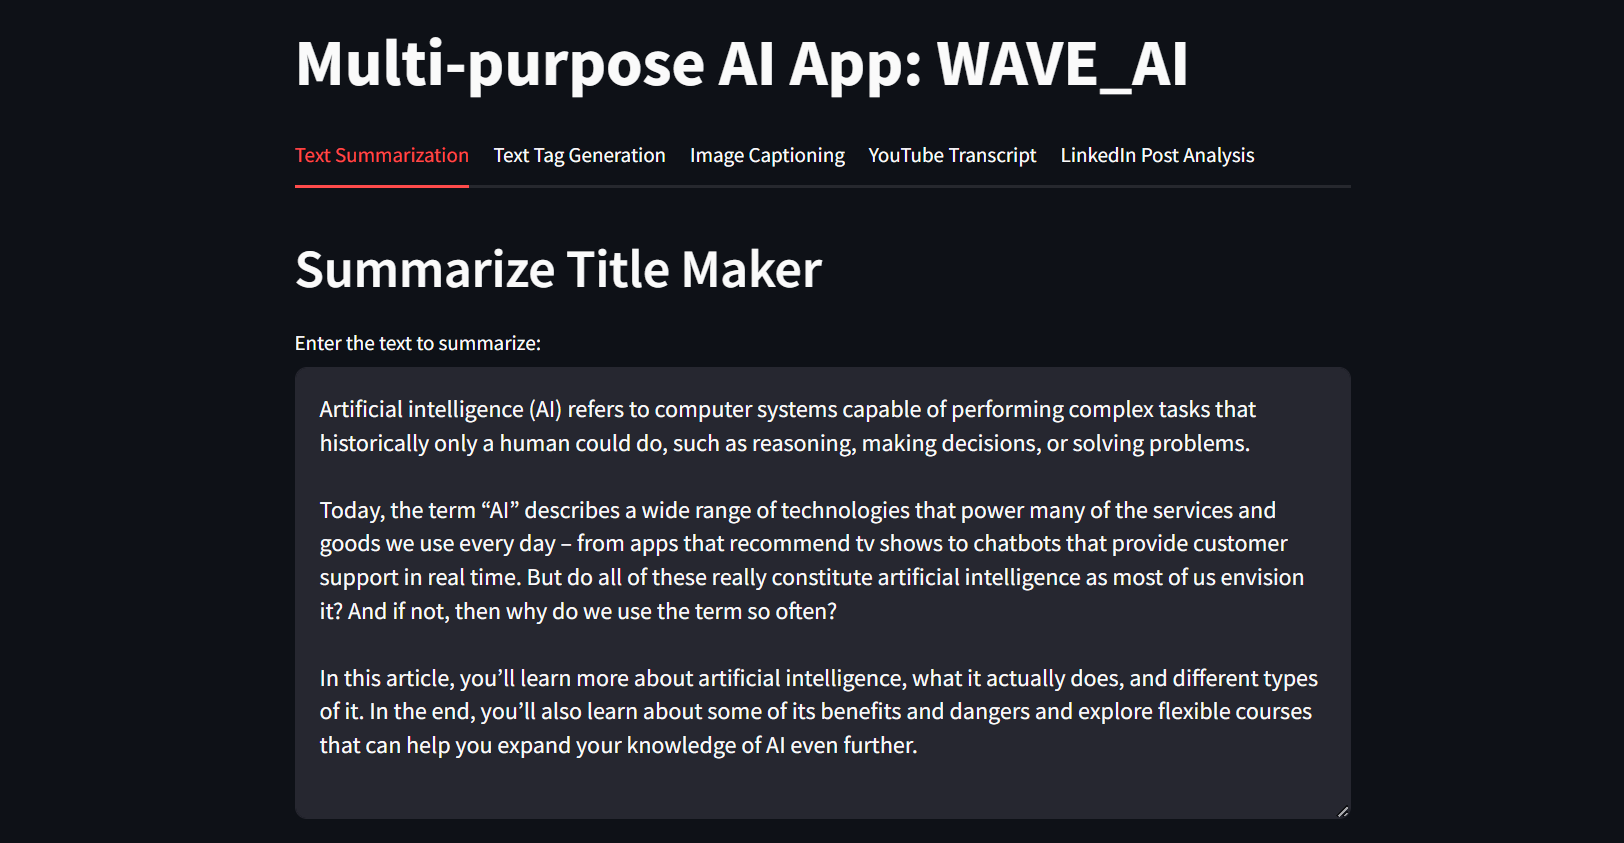 Multi-purpose AI App: WAVE_AI
Text Summarization Text Tag Generation Image Captioning YouTube Transcript LinkedIn Post Analysis
Summarize Title Maker
Enter the text to summarize:
Artificial intelligence (AI) refers to computer systems capable of performing complex tasks that
historically only a human could do, such as reasoning, making decisions, or solving problems.
Today, the term “AI” describes a wide range of technologies that power many of the services and
goods we use every day – from apps that recommend tv shows to chatbots that provide customer
support in real time. But do all of these really constitute artificial intelligence as most of us envision
it? And if not, then why do we use the term so often?
In this article, you’ll learn more about artificial intelligence, what it actually does, and different types
of it. In the end, you’ll also learn about some of its benefits and dangers and explore flexible courses
that can help you expand your knowledge of AI even further.